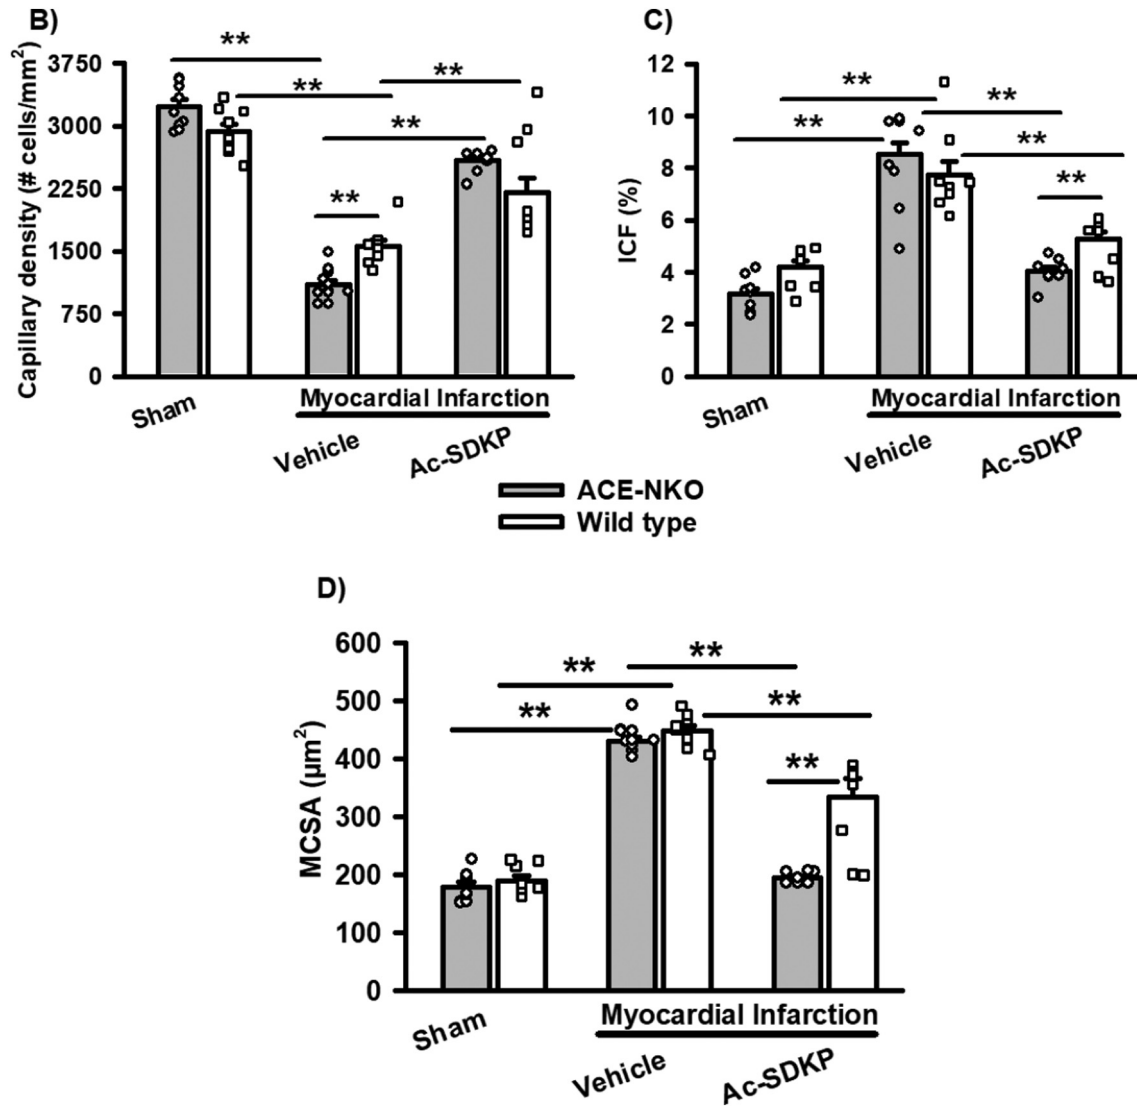 B)
Capillary density (# cells/mm²)
3750
3000
2250
1500
750
0
**
**
**
**
**
Sham
Myocardial Infarction
Vehicle
Ac-SDKP
C)
ICF (%)
12
10
8
6
4
2
0
**
**
**
**
**
Sham
Myocardial Infarction
Vehicle
Ac-SDKP
ACE-NKO
Wild type
D)
MCSA (µm²)
600
500
400
300
200
100
0
**
**
**
**
**
Sham
Myocardial Infarction
Vehicle
Ac-SDKP